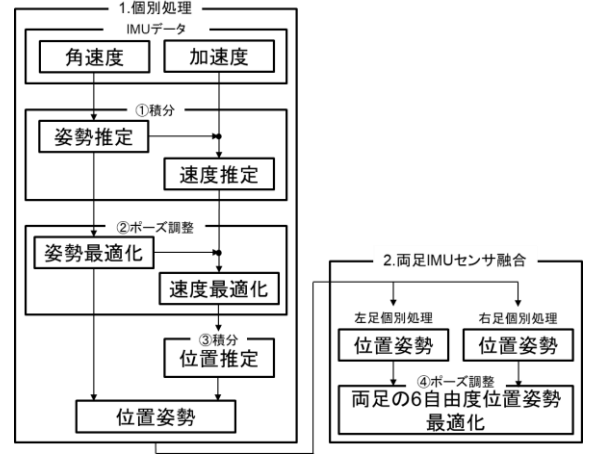 1.個別処理
IMUデータ
角速度
加速度
①積分
姿勢推定
速度推定
②ポーズ調整
姿勢最適化
速度最適化
③積分
位置推定
位置姿勢
2.両足IMUセンサ融合
左足個別処理
右足個別処理
位置姿勢
位置姿勢
④ポーズ調整
両足の6自由度位置姿勢
最適化